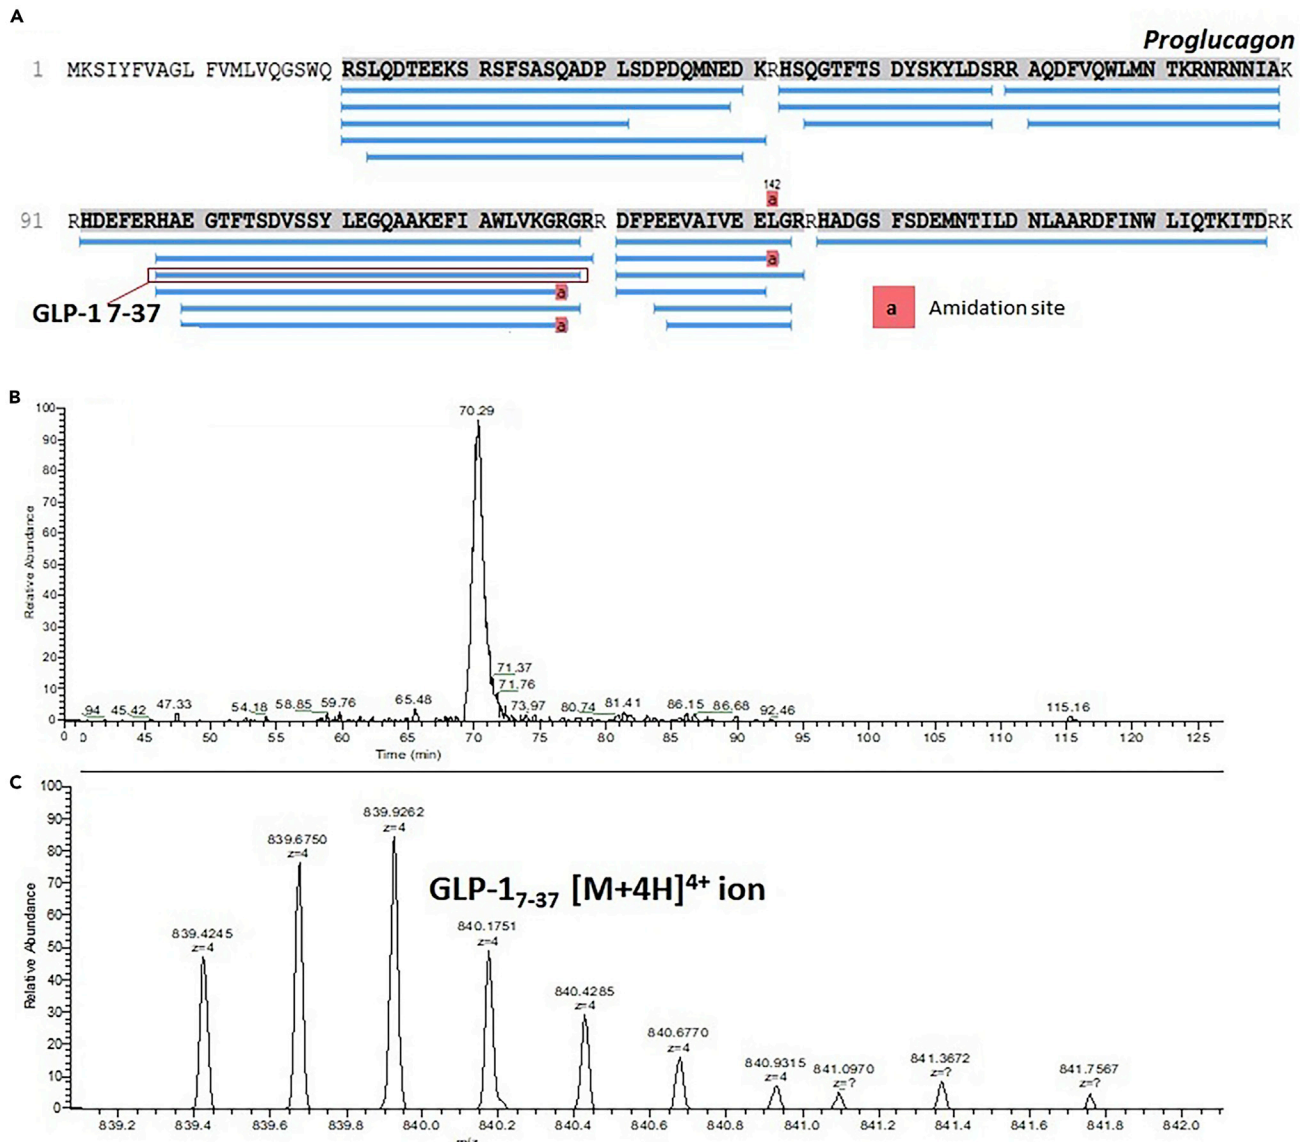 A
Proglucagon
1 MKSIYFVAGL FVMLVQGSWQ RSLQDTEEKS RSFSASQADP LSDPDQMNED KRHSQGTFTS DYSKYLDSRR AQDFVQWLMN TKRNRNNIAK
142
a
91 RHDEFERHAE GTFTSDVSSY LEGQAAKEFI AWLVKGRGRR DFPEEVAIVE ELGRRHADGS FSDEMNTILD NLAARDFINW LIQTKITDRK
a
a
GLP-1 7-37
a Amidation site
a
B
100
70.29
90
80
70
60
50
Relative Abundance
40
30
20
71.37
71.76
10
94 45.42 47.33 54.18 58.85 59.76 65.48 73.97 80.74 81.41 86.15 86.68 92.46 115.16
0
0 0 45 50 55 60 65 70 75 80 85 90 95 100 105 110 115 120 125
Time (min)
C
100
90
839.9262
z=4
839.6750
z=4
80
GLP-17-37 [M+4H]4+ ion
70
60
839.4245
z=4
840.1751
z=4
50
Relative Abundance
40
840.4285
z=4
30
840.6770
z=4
20
840.9315
z=4
841.0970
z=?
841.3672
z=?
841.7567
z=?
10
0
839.2 839.4 839.6 839.8 840.0 840.2 840.4 840.6 840.8 841.0 841.2 841.4 841.6 841.8 842.0
m/z